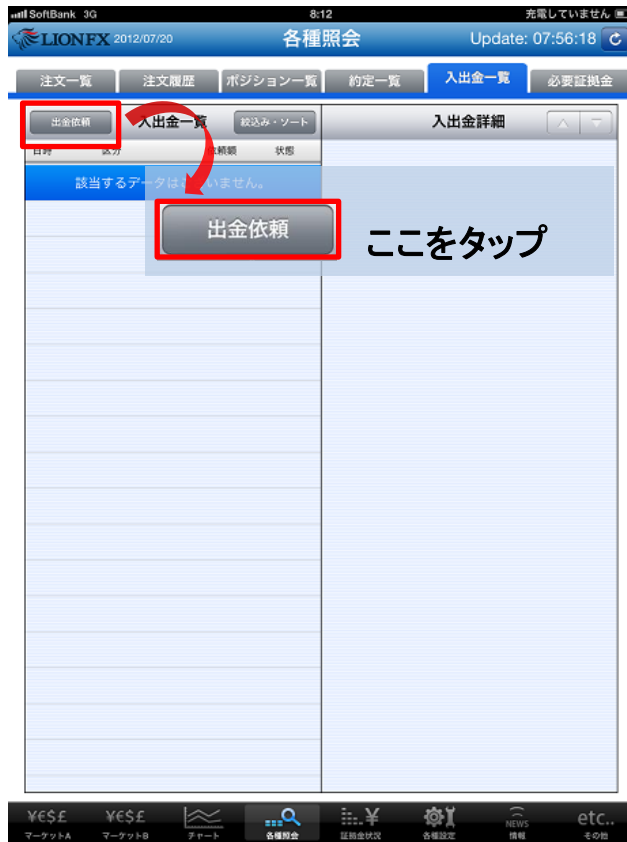 SoftBank 3G 8:12 充電していません
LIONFX 2012/07/20 各種照会 Update: 07:56:18
注文一覧 注文履歴 ポジション一覧 約定一覧 入出金一覧 必要証拠金
出金依頼 入出金一覧 絞込み・ソート 入出金詳細
日時 区分 依頼額 状態
該当するデータはございません。
出金依頼 ここをタップ
¥€$£ ¥€$£ ¥ NEWS etc..
マーケットA マーケットB チャート 各種照会 証拠金状況 各種設定 情報 その他